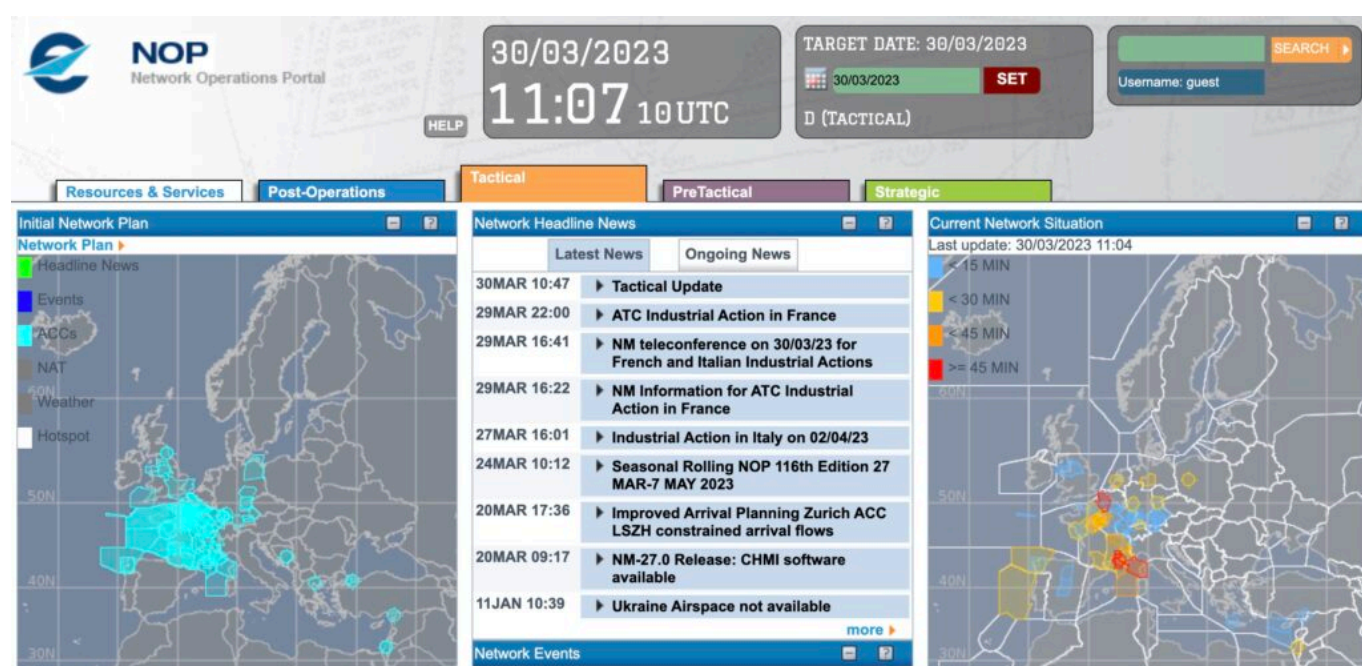 NOP
Network Operations Portal
HELP
30/03/2023
11:07 10 UTC
TARGET DATE: 30/03/2023
30/03/2023
SET
D (TACTICAL)
SEARCH
Username: guest
Resources & Services
Post-Operations
Tactical
PreTactical
Strategic
Initial Network Plan
Network Plan
Headline News
Events
ACCs
NAT
Weather
Hotspot
60N
50N
40N
30N
Network Headline News
Latest News
Ongoing News
30MAR 10:47 Tactical Update
29MAR 22:00 ATC Industrial Action in France
29MAR 16:41 NM teleconference on 30/03/23 for
French and Italian Industrial Actions
29MAR 16:22 NM Information for ATC Industrial
Action in France
27MAR 16:01 Industrial Action in Italy on 02/04/23
24MAR 10:12 Seasonal Rolling NOP 116th Edition 27
MAR-7 MAY 2023
20MAR 17:36 Improved Arrival Planning Zurich ACC
LSZH constrained arrival flows
20MAR 09:17 NM-27.0 Release: CHMI software
available
11JAN 10:39 Ukraine Airspace not available
more
Network Events
Current Network Situation
Last update: 30/03/2023 11:04
< 15 MIN
< 30 MIN
< 45 MIN
>= 45 MIN
60N
50N
40N
30N